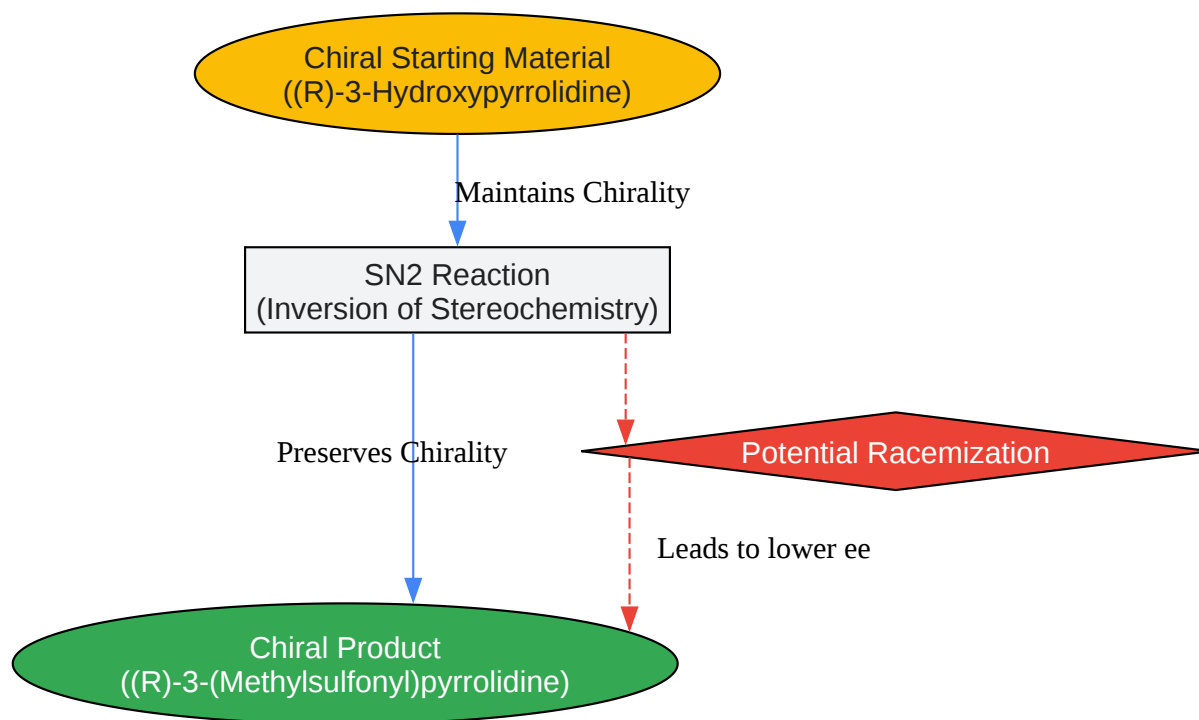 Chiral Starting Material
((R)-3-Hydroxypyrrolidine)
Maintains Chirality
SN2 Reaction
(Inversion of Stereochemistry)
Preserves Chirality
Potential Racemization
Leads to lower ee
Chiral Product
((R)-3-(Methylsulfonyl)pyrrolidine)